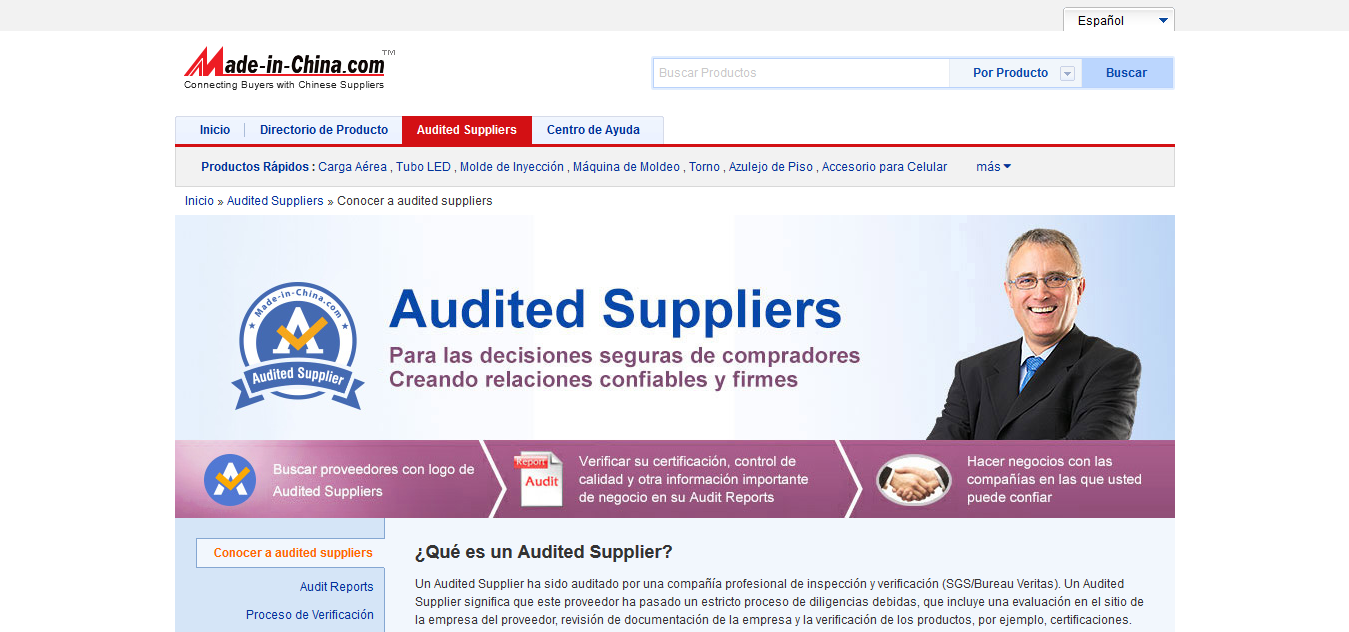 Español
Made-in-China.com™
Connecting Buyers with Chinese Suppliers
Buscar Productos
Por Producto
Buscar
Inicio
Directorio de Producto
Audited Suppliers
Centro de Ayuda
Productos Rápidos : Carga Aérea , Tubo LED , Molde de Inyección , Máquina de Moldeo , Torno , Azulejo de Piso , Accesorio para Celular más
Inicio » Audited Suppliers » Conocer a audited suppliers
Made-in-China.com
Audited Supplier
Audited Suppliers
Para las decisiones seguras de compradores
Creando relaciones confiables y firmes
Buscar proveedores con logo de
Audited Suppliers
Report
Audit
Verificar su certificación, control de
calidad y otra información importante
de negocio en su Audit Reports
Hacer negocios con las
compañías en las que usted
puede confiar
Conocer a audited suppliers
Audit Reports
Proceso de Verificación
¿Qué es un Audited Supplier?
Un Audited Supplier ha sido auditado por una compañía profesional de inspección y verificación (SGS/Bureau Veritas). Un Audited
Supplier significa que este proveedor ha pasado un estricto proceso de diligencias debidas, que incluye una evaluación en el sitio de
la empresa del proveedor, revisión de documentación de la empresa y la verificación de los productos, por ejemplo, certificaciones.